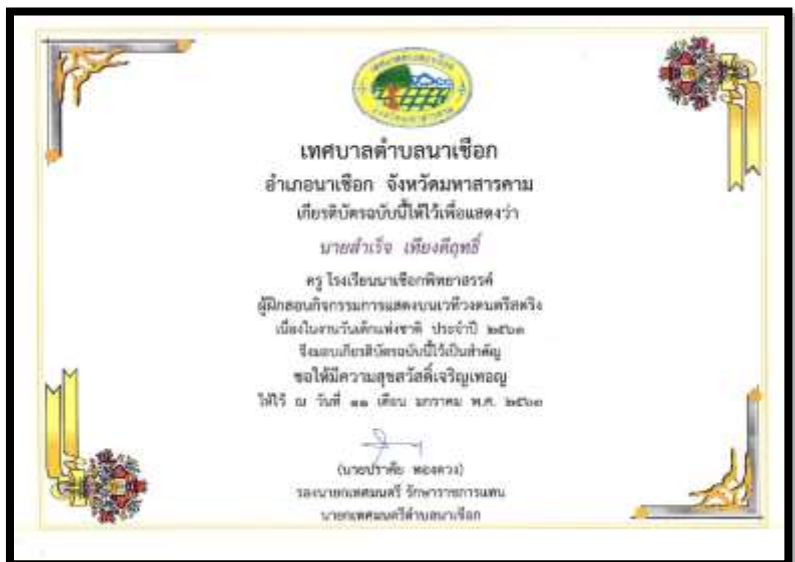 เทศบาลตำบลนาเชือก
อำเภอนาเชือก จังหวัดมหาสารคาม
เกียรติบัตรฉบับนี้ให้ไว้เพื่อแสดงว่า
นายสำเร็จ เที่ยงคีฤทธิ์
ครู โรงเรียนนาเชือกพิทยาสรรค์
ผู้ฝึกสอนกิจกรรมการแสดงบนเวทีวงดนตรีสตริง
เนื่องในงานวันเด็กแห่งชาติ ประจำปี ๒๕๖๓
จึงมอบเกียรติบัตรฉบับนี้ไว้เป็นสำคัญ
ขอให้มีความสุขสวัสดิ์เจริญเทอญ
ให้ไว้ ณ วันที่ ๑๑ เดือน มกราคม พ.ศ. ๒๕๖๓
(นายปราศัย ทองดวง)
รองนายกเทศมนตรี รักษาราชการแทน
นายกเทศมนตรีตำบลนาเชือก